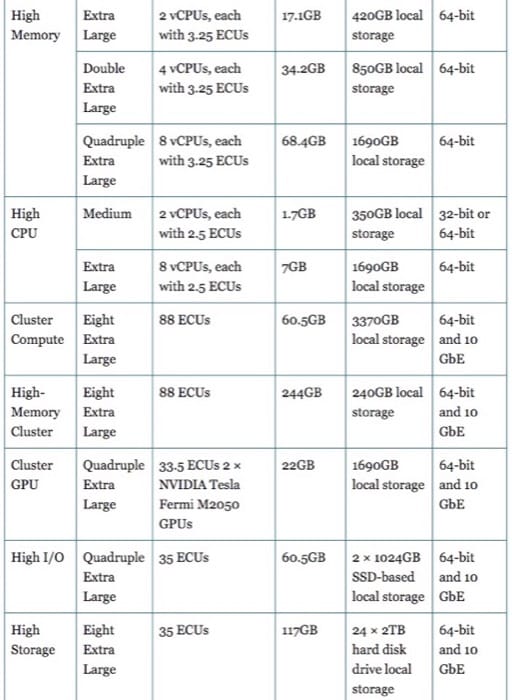 High Extra 2 vCPUs, each 17.1GB 420GB local 64-bit
Memory Large with 3.25 ECUs storage
Double 4 vCPUs, each 34.2GB 850GB local 64-bit
Extra with 3.25 ECUs storage
Large
Quadruple 8 vCPUs, each 68.4GB 1690GB 64-bit
Extra with 3.25 ECUs local storage
Large
High Medium 2 vCPUs, each 1.7GB 350GB local 32-bit or
CPU with 2.5 ECUs storage 64-bit
Extra 8 vCPUs, each 7GB 1690GB 64-bit
Large with 2.5 ECUs local storage
Cluster Eight 88 ECUs 60.5GB 3370GB 64-bit
Compute Extra local storage and 10
Large GbE
High- Eight 88 ECUs 244GB 240GB local 64-bit
Memory Extra storage and 10
Cluster Large GbE
Cluster Quadruple 33.5 ECUs 2 × 22GB 1690GB 64-bit
GPU Extra NVIDIA Tesla local storage and 10
Large Fermi M2050 GbE
GPUs
High I/O Quadruple 35 ECUs 60.5GB 2 × 1024GB 64-bit
Extra SSD-based and 10
Large local storage GbE
High Eight 35 ECUs 117GB 24 × 2TB 64-bit
Storage Extra hard disk and 10
Large drive local GbE
storage